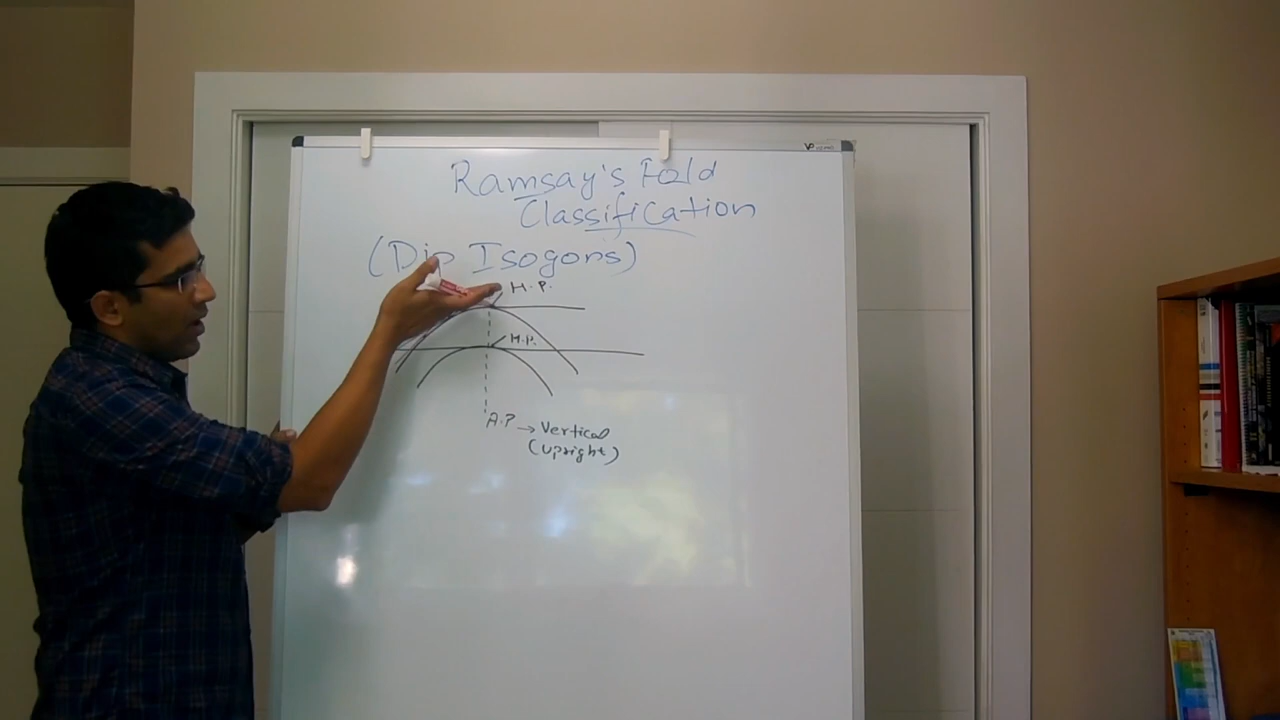 Ramsay's Fold
Classification
(Dip Isogons)
H.P.
H.P.
A.P → Vertical
(Upright)